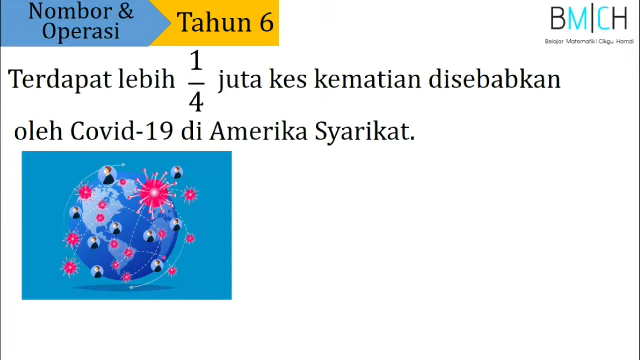 Nombor &
Operasi
Tahun 6
BM|CH
Belajar Matematik Cikgu Hamdi
Terdapat lebih 1/4 juta kes kematian disebabkan
oleh Covid-19 di Amerika Syarikat.